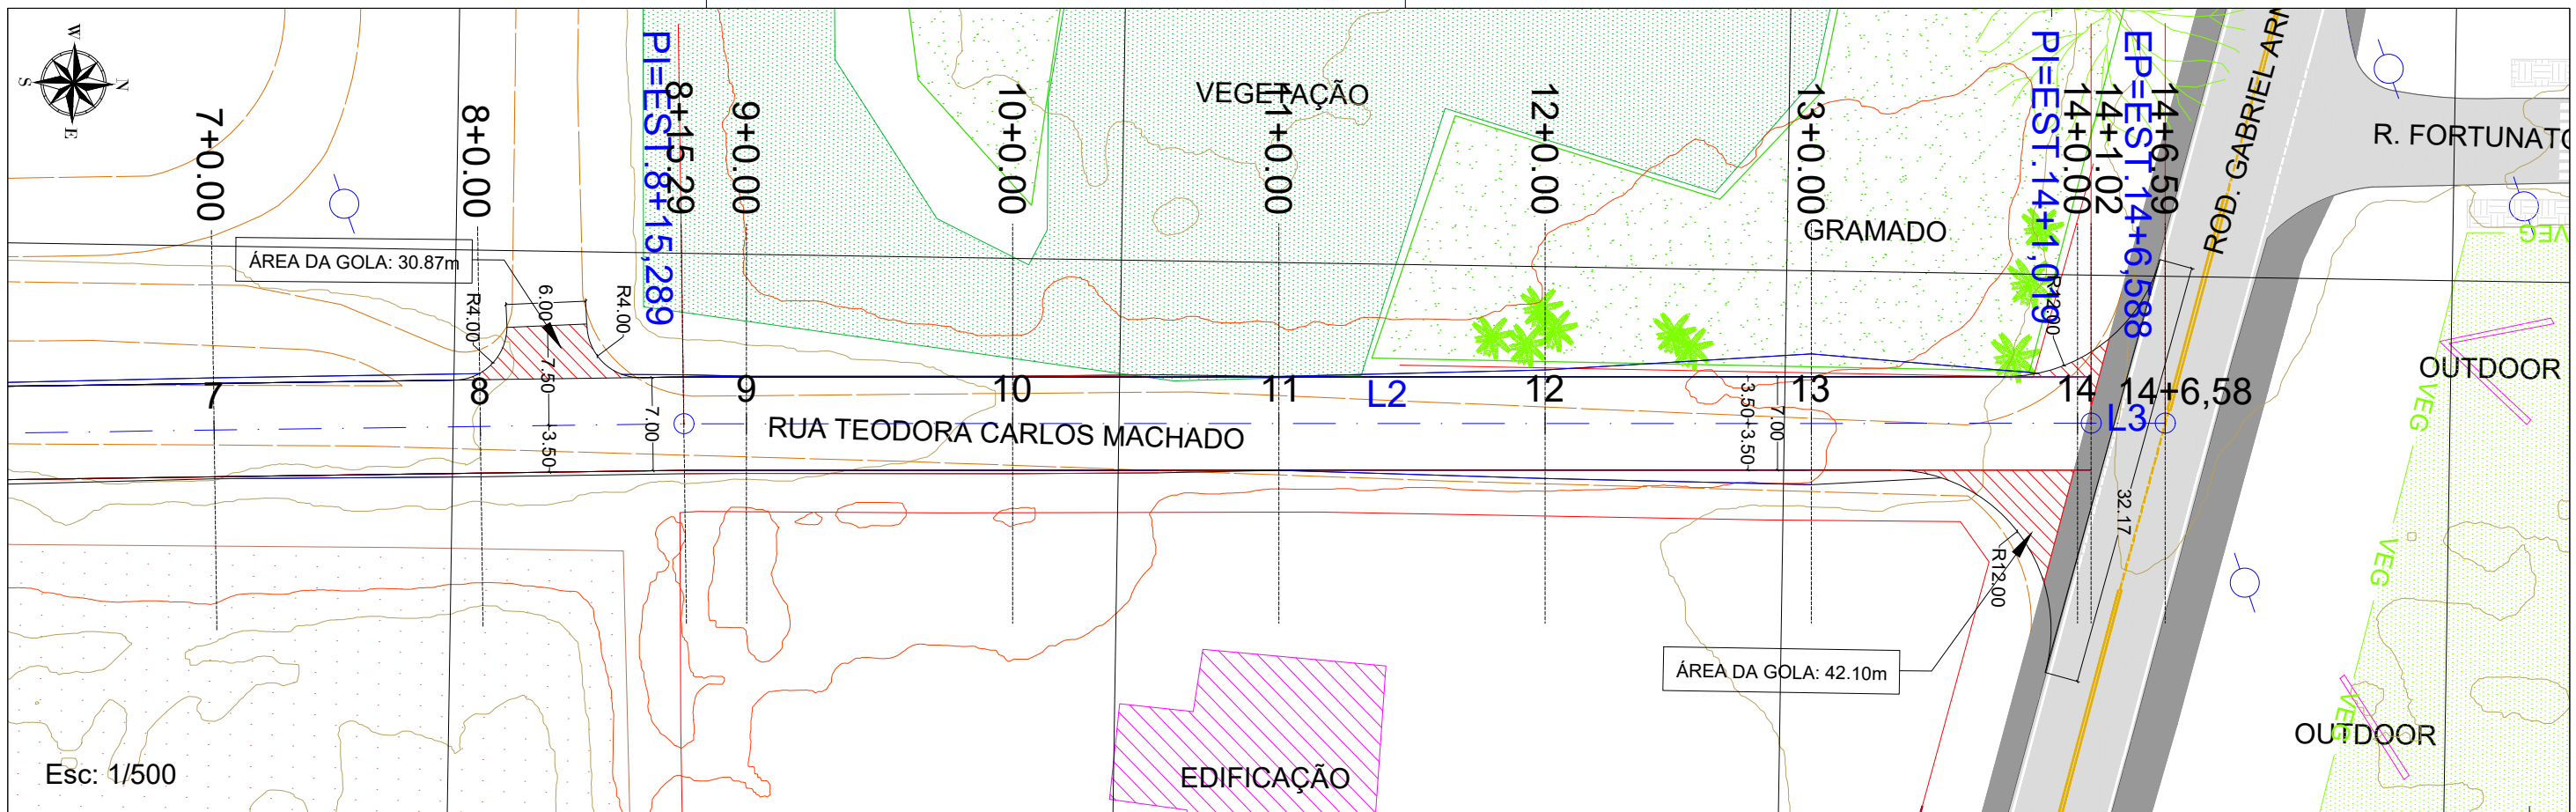 W
N
S
E
7+0.00
8+0.00
PI=EST.8+15,289
8+15.29
9+0.00
10+0.00
VEGETAÇÃO
11+0.00
12+0.00
13+0.00
GRAMADO
PI=EST.14+1,019
14+0.00
14+1.02
EP=EST.14+6,588
14+6.59
R. FORTUNATO
VEG
ÁREA DA GOLA: 30.87m
R4.00
6.00
R4.00
7.50
3.50
7.00
R12.00
OUTDOOR
7
8
9
10
11
L2
12
13
14
14+6,58
L3
RUA TEODORA CARLOS MACHADO
3.50
3.50
7.00
32.17
R12.00
VEG
VEG
VEG
ÁREA DA GOLA: 42.10m
OUTDOOR
EDIFICAÇÃO
Esc: 1/500
ROD. GABRIEL